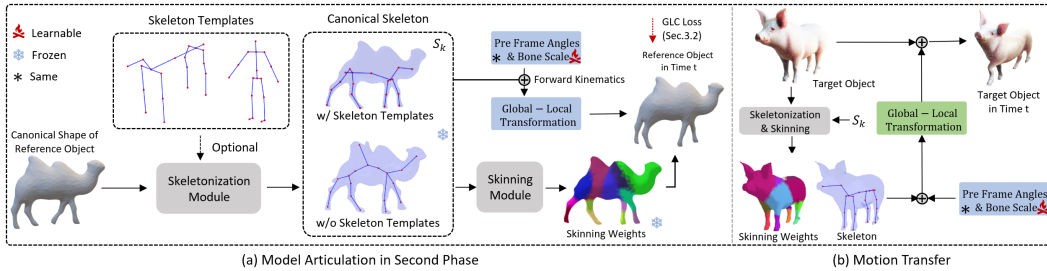 Learnable
Frozen
* Same
Skeleton Templates
Canonical Shape of
Reference Object
Optional
Skeletonization
Module
Canonical Skeleton
S_k
w/ Skeleton Templates
w/o Skeleton Templates
Pre Frame Angles
* & Bone Scale
Forward Kinematics
Global − Local
Transformation
GLC Loss
(Sec.3.2)
Reference Object
in Time t
Skinning
Module
Skinning Weights
(a) Model Articulation in Second Phase
Target Object
Target Object
in Time t
Skeletonization
& Skinning
S_k
Global − Local
Transformation
Pre Frame Angles
* & Bone Scale
Skinning Weights
Skeleton
(b) Motion Transfer